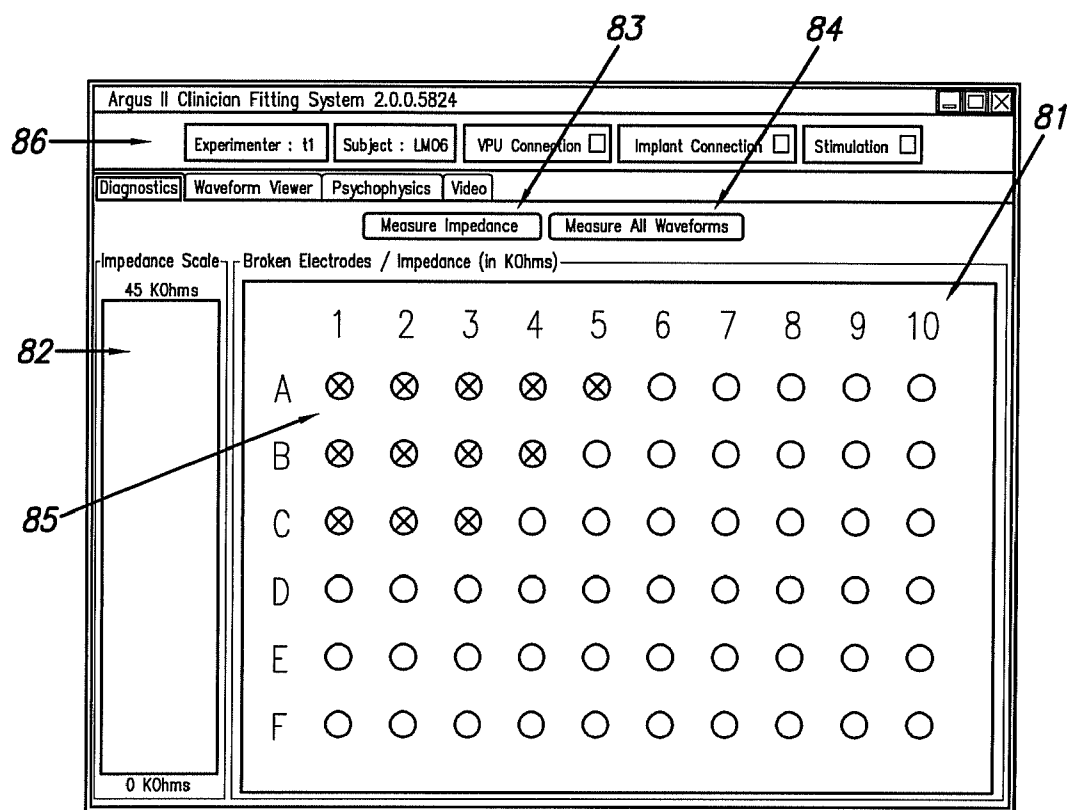 83 84
Argus II Clinician Fitting System 2.0.0.5824
81
86
Experimenter : t1 Subject : LM06 VPU Connection Implant Connection Stimulation
Diagnostics Waveform Viewer Psychophysics Video
Measure Impedance Measure All Waveforms
Impedance Scale Broken Electrodes / Impedance (in KOhms)
45 KOhms
1 2 3 4 5 6 7 8 9 10
82
A
B
85
C
D
E
F
0 KOhms